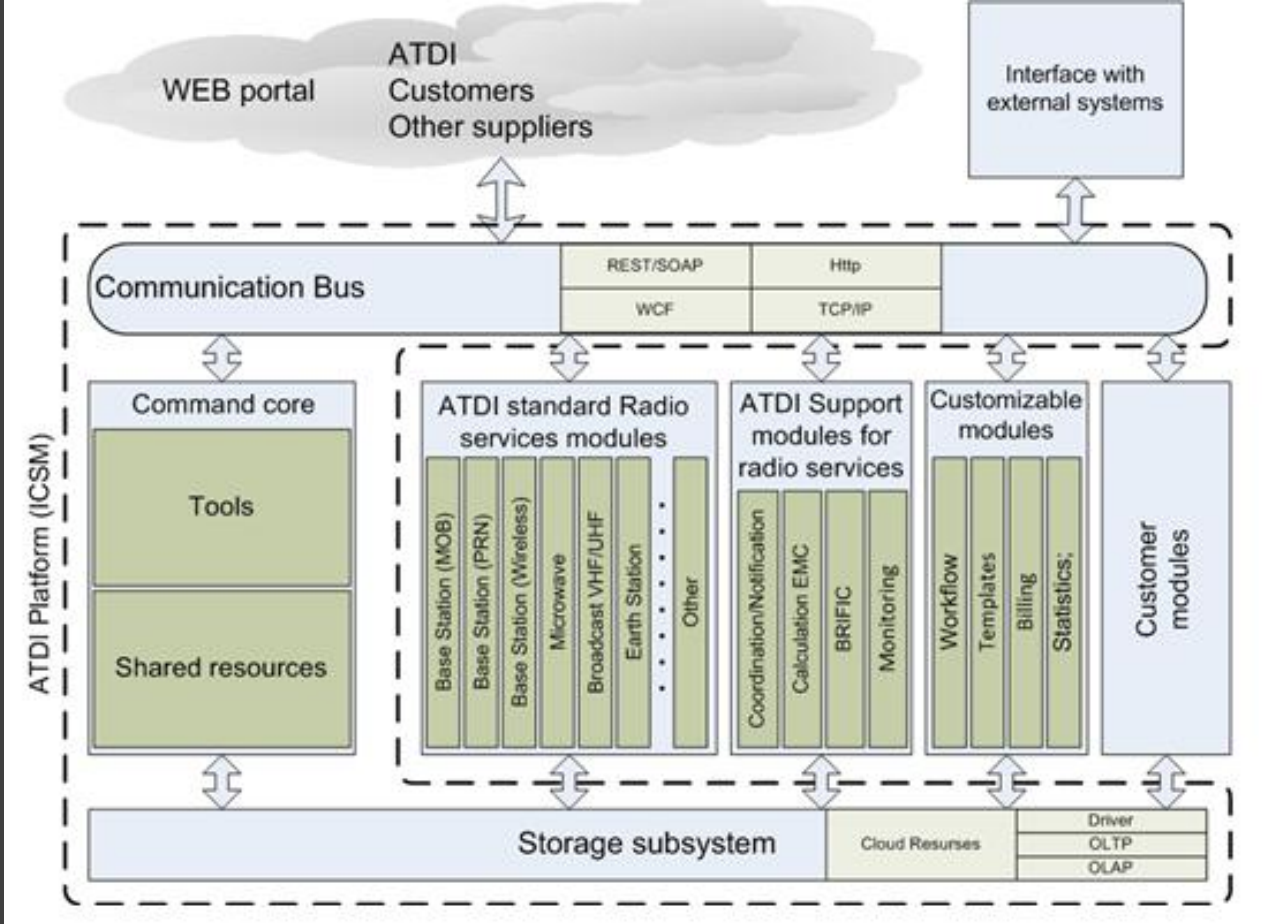 WEB portal
ATDI
Customers
Other suppliers
Interface with
external systems
Communication Bus
REST/SOAP
Http
WCF
TCP/IP
ATDI Platform (ICSM)
Command core
Tools
Shared resources
ATDI standard Radio
services modules
Base Station (MOB)
Base Station (PRN)
Base Station (Wireless)
Microwave
Broadcast VHF/UHF
Earth Station
Other
ATDI Support
modules for
radio services
Coordination/Notification
Calculation EMC
BRIFIC
Monitoring
Customizable
modules
Workflow
Templates
Billing
Statistics;
Customer
modules
Storage subsystem
Cloud Resurses
Driver
OLTP
OLAP